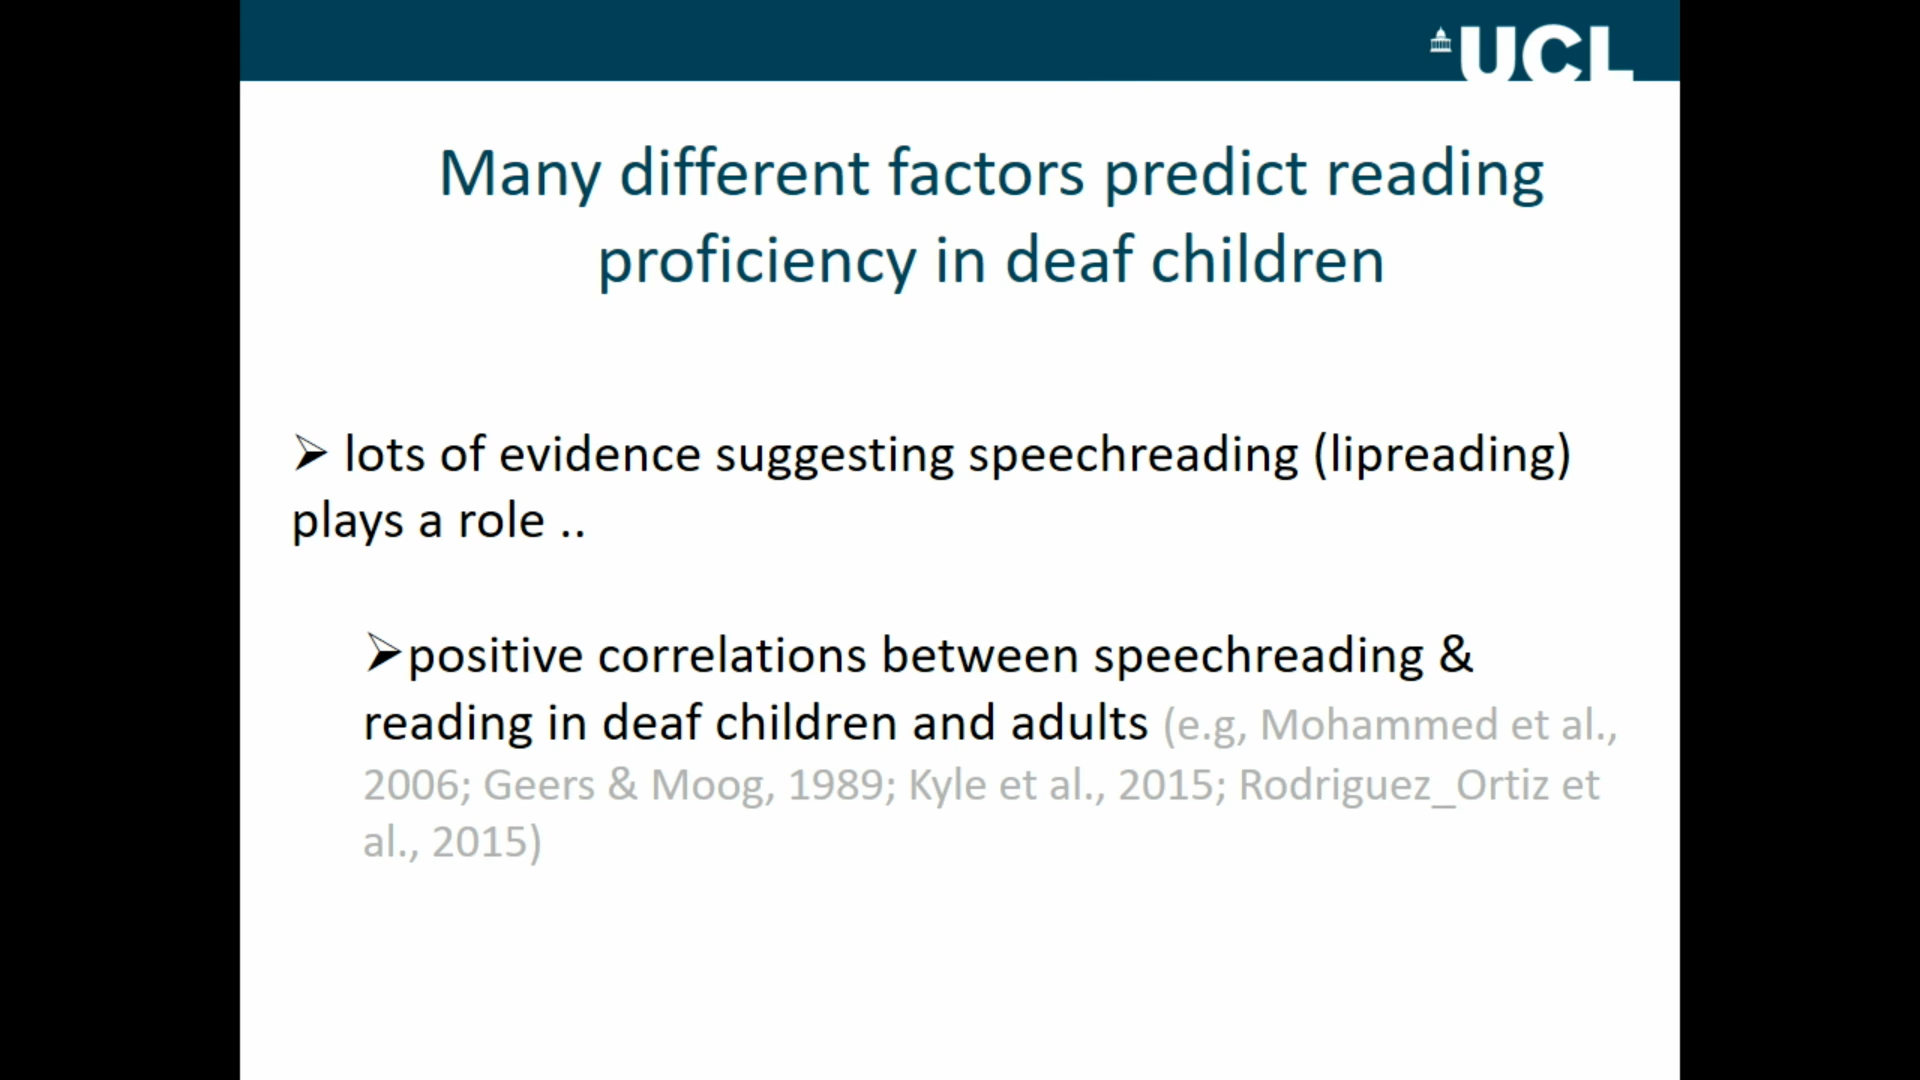 UCL
Many different factors predict reading
proficiency in deaf children
➢ lots of evidence suggesting speechreading (lipreading)
plays a role ..
➢positive correlations between speechreading &
reading in deaf children and adults (e.g, Mohammed et al.,
2006; Geers & Moog, 1989; Kyle et al., 2015; Rodriguez_Ortiz et
al., 2015)